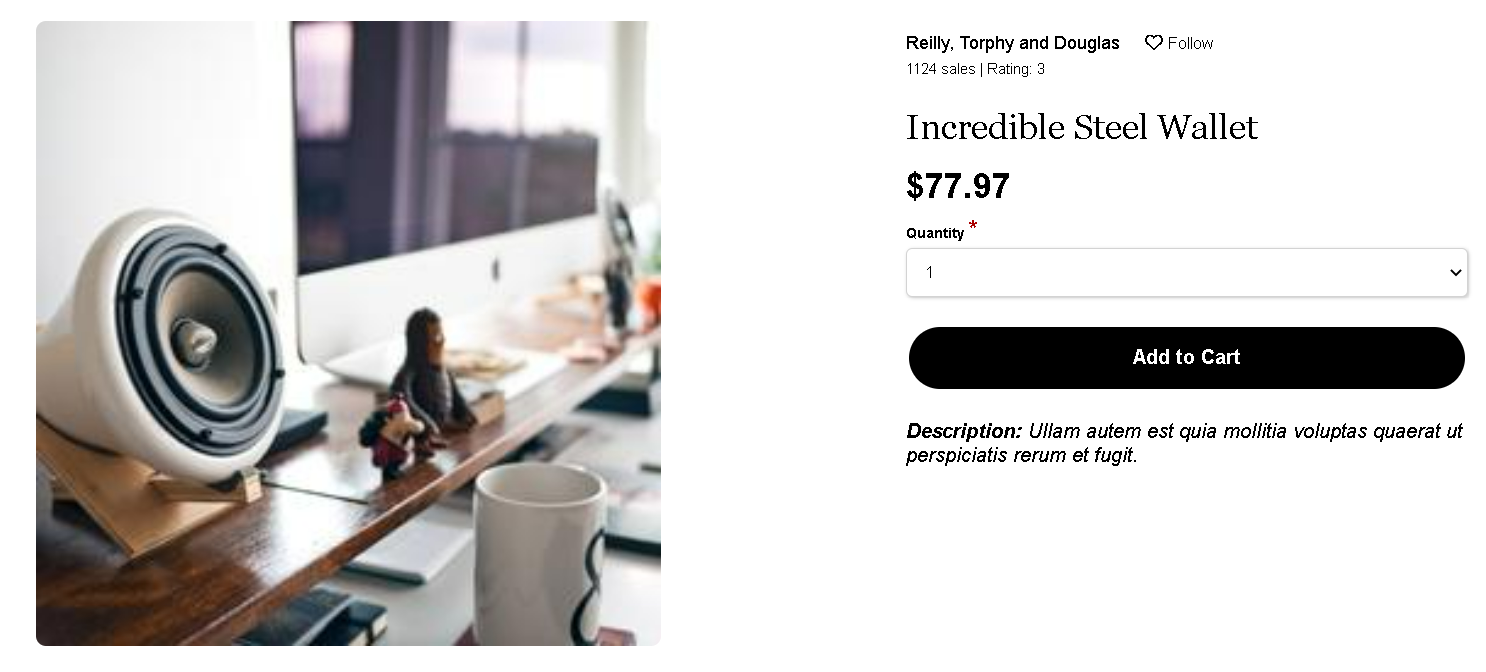 Reilly, Torphy and Douglas Follow
1124 sales | Rating: 3
Incredible Steel Wallet
$77.97
Quantity *
1
Add to Cart
Description: Ullam autem est quia mollitia voluptas quaerat ut
perspiciatis rerum et fugit.
8